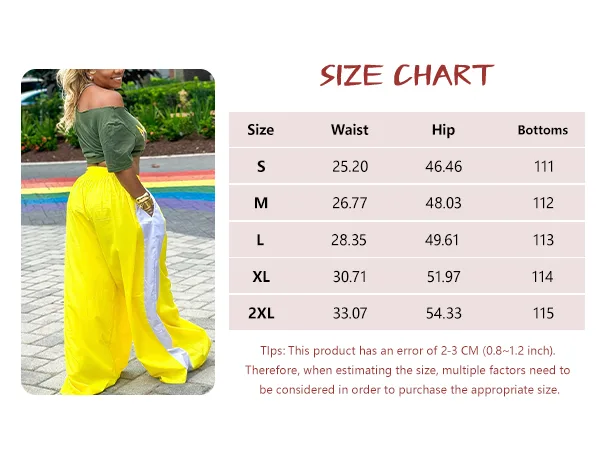 SIZE CHART
Size Waist Hip Bottoms
S 25.20 46.46 111
M 26.77 48.03 112
L 28.35 49.61 113
XL 30.71 51.97 114
2XL 33.07 54.33 115
TIps: This product has an error of 2-3 CM (0.8~1.2 inch).
Therefore, when estimating the size, multiple factors need to
be considered in order to purchase the appropriate size.